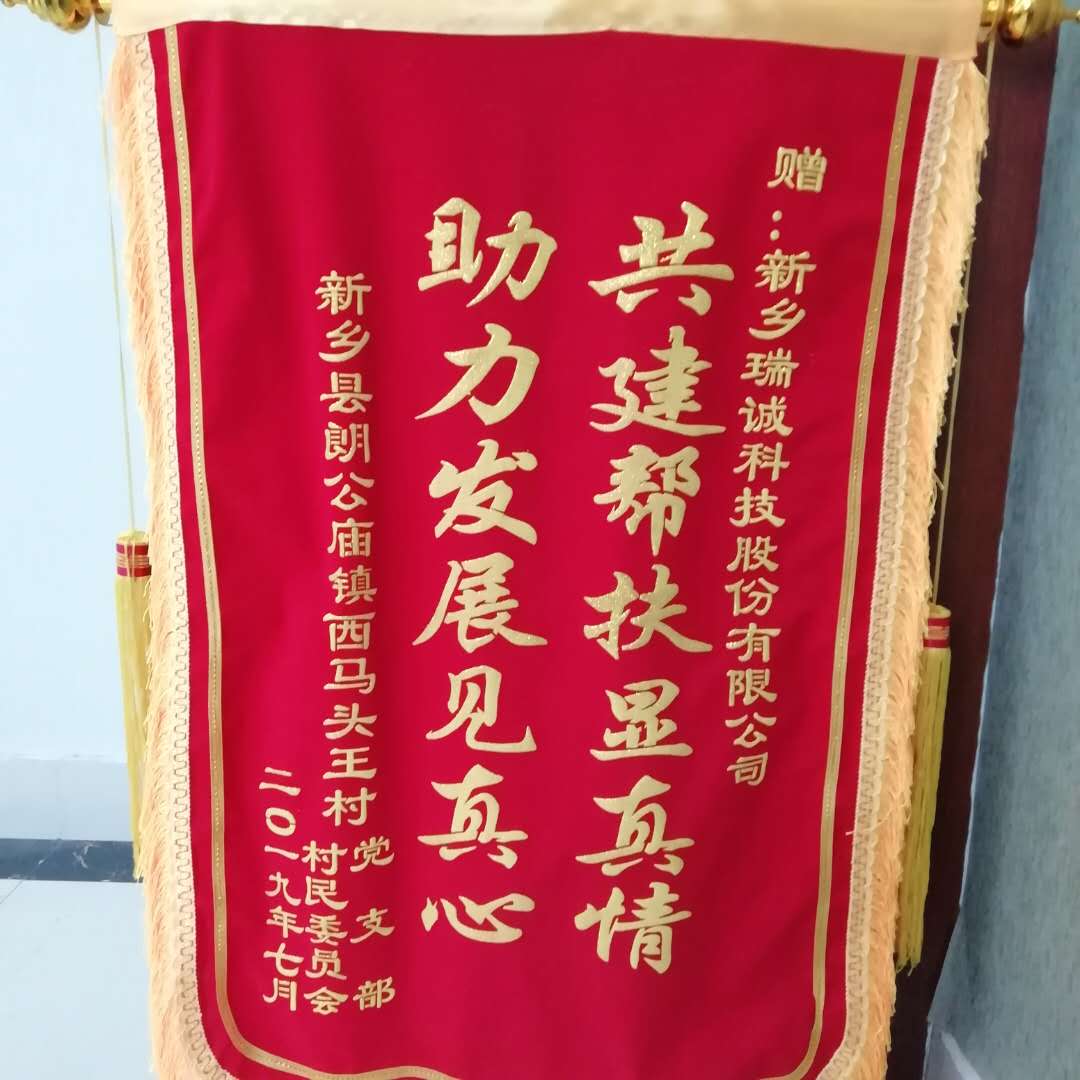 赠：新乡瑞诚科技股份有限公司
共建帮扶显真情
助力发展见真心
新乡县朗公庙镇西马头王村
党支部
村民委员会
二〇一九年七月